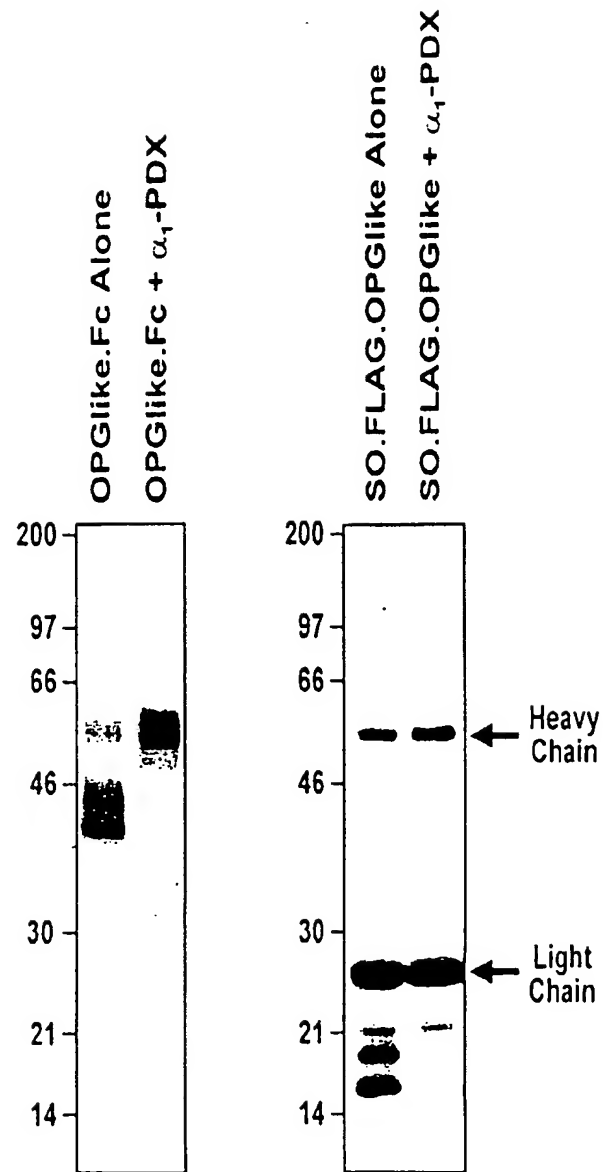 OPGlike.Fc Alone
OPGlike.Fc + α₁-PDX
SO.FLAG.OPGlike Alone
SO.FLAG.OPGlike + α₁-PDX
200
97
66
46
30
21
14
200
97
66
46
30
21
14
Heavy
Chain
Light
Chain